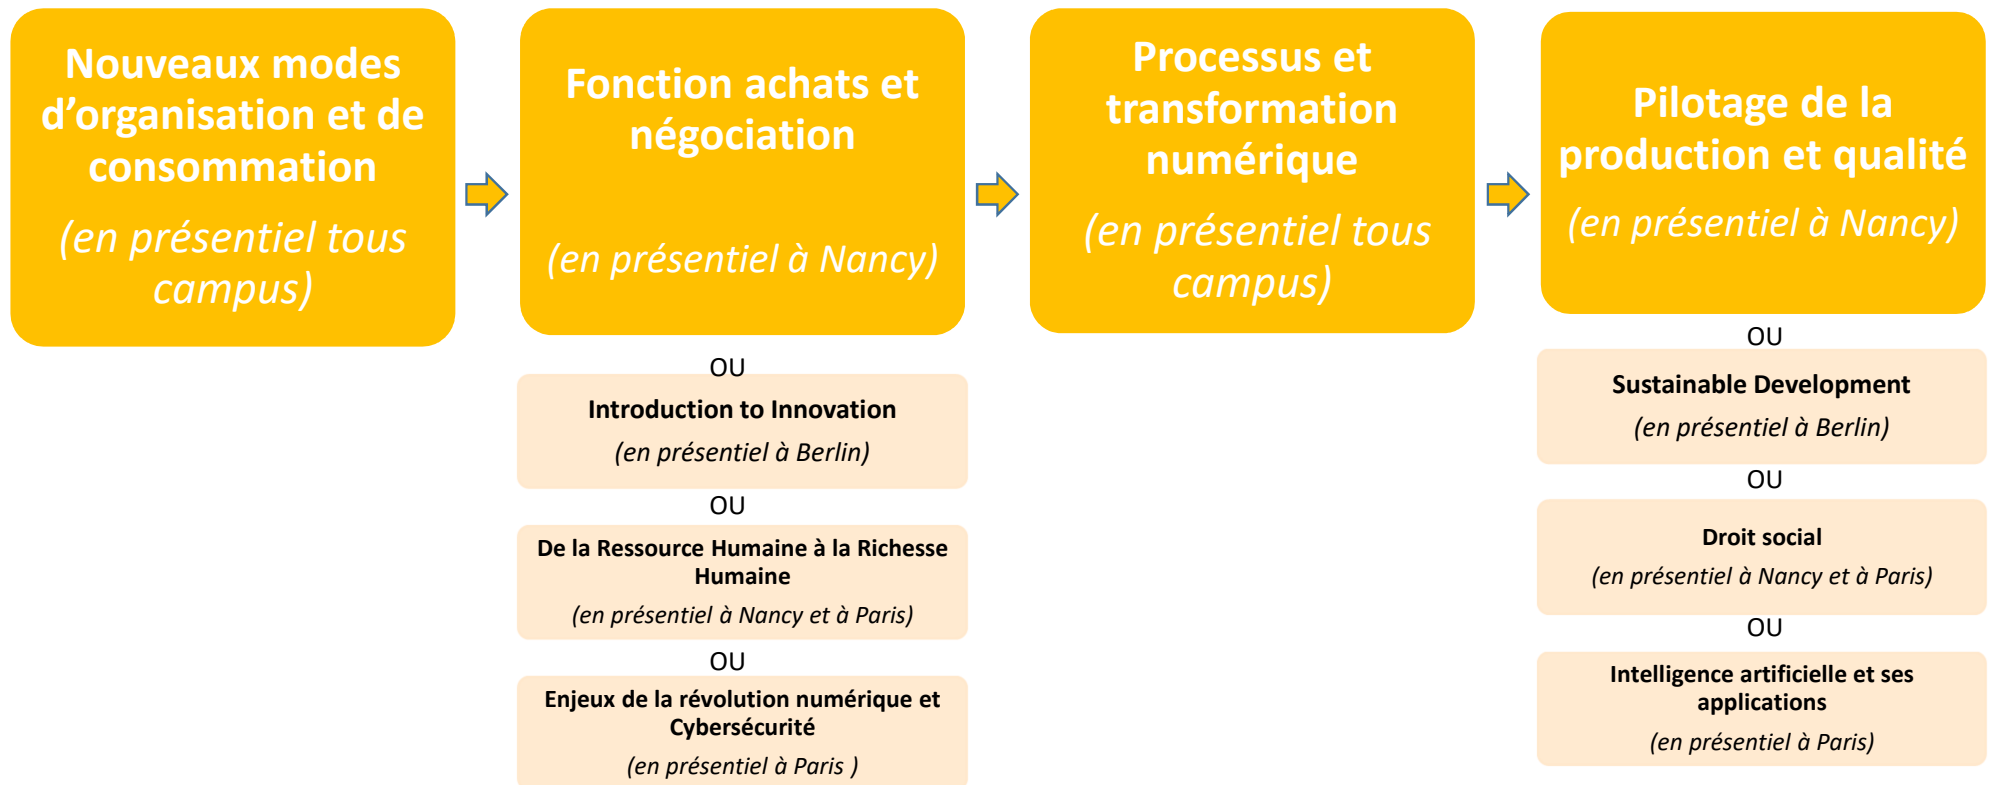 Nouveaux modes
d’organisation et de
consommation
(en présentiel tous
campus)
Fonction achats et
négociation
(en présentiel à Nancy)
OU
Introduction to Innovation
(en présentiel à Berlin)
OU
De la Ressource Humaine à la Richesse
Humaine
(en présentiel à Nancy et à Paris)
OU
Enjeux de la révolution numérique et
Cybersécurité
(en présentiel à Paris )
Processus et
transformation
numérique
(en présentiel tous
campus)
Pilotage de la
production et qualité
(en présentiel à Nancy)
OU
Sustainable Development
(en présentiel à Berlin)
OU
Droit social
(en présentiel à Nancy et à Paris)
OU
Intelligence artificielle et ses
applications
(en présentiel à Paris)